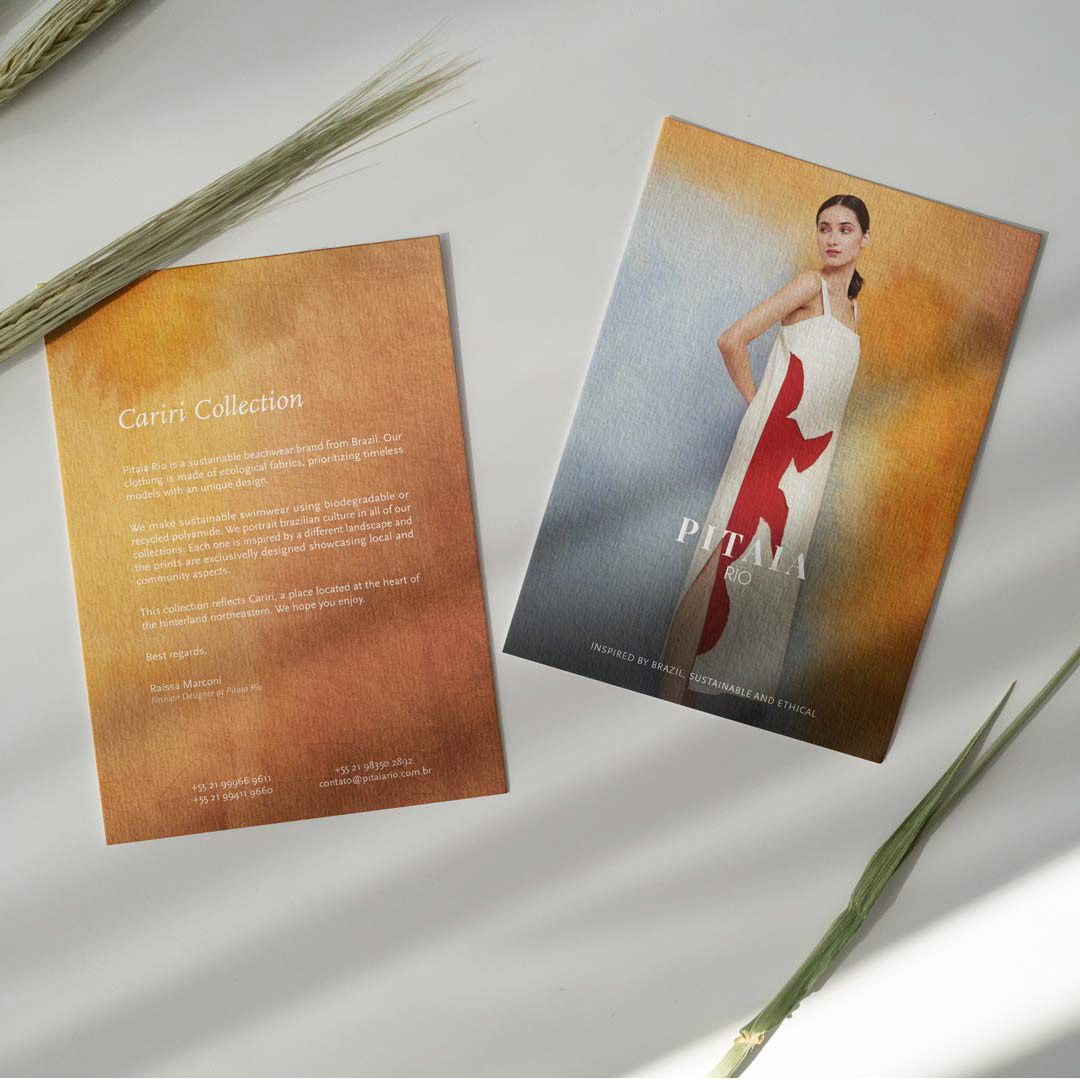 Cariri Collection
Pitaia Rio is a sustainable beachwear brand from Brazil. Our
clothing is made of ecological fabrics, prioritizing timeless
models with an unique design.
We make sustainable swimwear using biodegradable or
recycled polyamide. We portrait brazilian culture in all of our
collections. Each one is inspired by a different landscape and
the prints are exclusivelly designed showcasing local and
community aspects.
This collection reflects Cariri, a place located at the heart of
the hinterland northeastern. We hope you enjoy.
Best regards,
Raissa Marconi
Fashion Designer at Pitaia Rio
+55 21 99966 9611
+55 21 99411 9660
+55 21 98350 2892
contato@pitaiario.com.br
PITAIA
RIO
INSPIRED BY BRAZIL, SUSTAINABLE AND ETHICAL